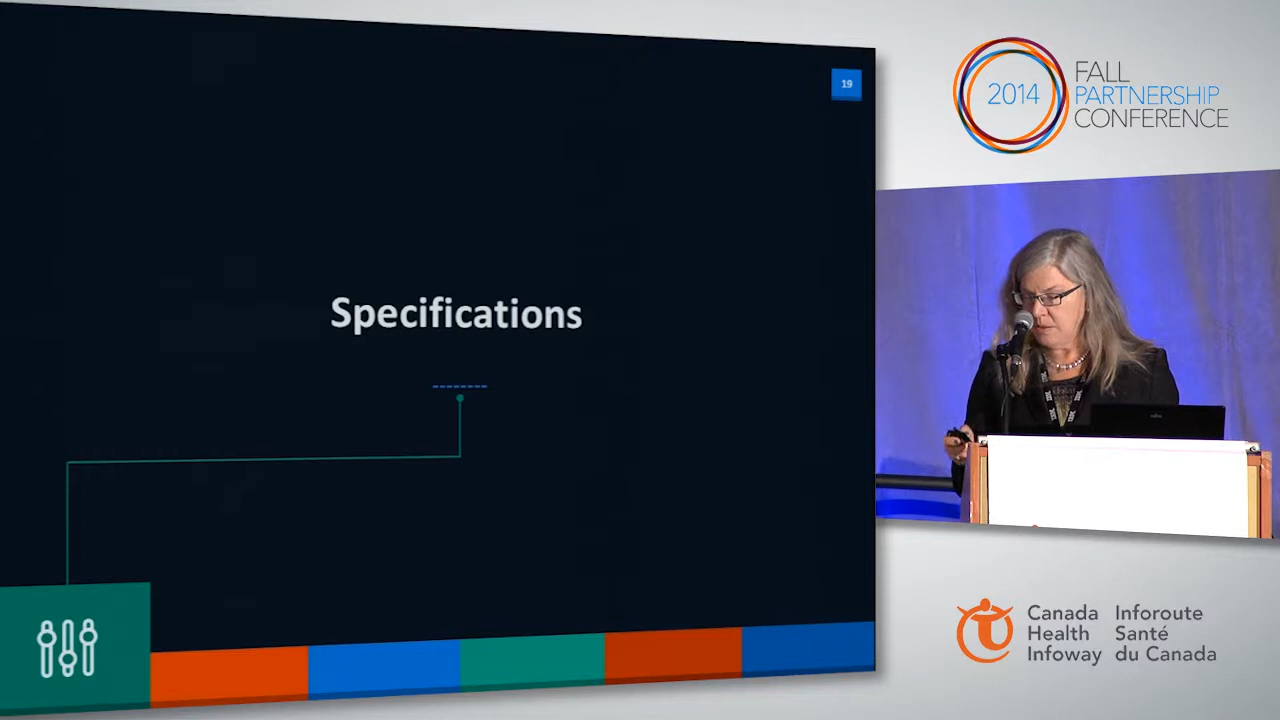 19
Specifications
2014
FALL
PARTNERSHIP
CONFERENCE
Canada
Health
Infoway
Inforoute
Santé
du Canada